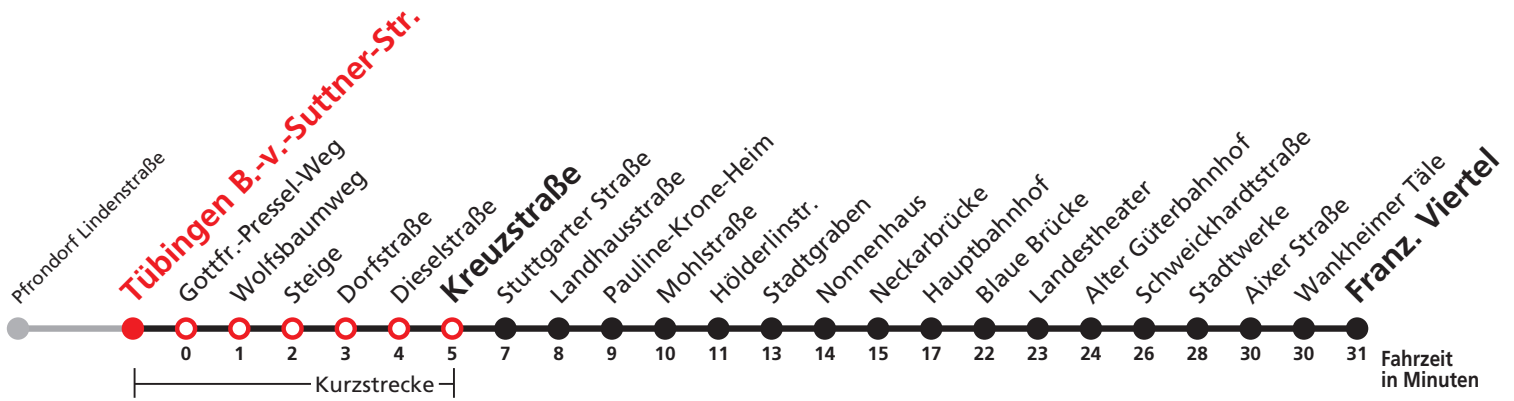 Pfrondorf Lindenstraße
Tübingen B.-v.-Suttner-Str.
Gottfr.-Pressel-Weg
Wolfsbaumweg
Steige
Dorfstraße
Dieselstraße
Kreuzstraße
Stuttgarter Straße
Landhausstraße
Pauline-Krone-Heim
Mohlstraße
Hölderlinstr.
Stadtgraben
Nonnenhaus
Neckarbrücke
Hauptbahnhof
Blaue Brücke
Landestheater
Alter Güterbahnhof
Schweickhardtstraße
Stadtwerke
Aixer Straße
Wankheimer Täle
Franz. Viertel
0 1 2 3 4 5 7 8 9 10 11 13 14 15 17 22 23 24 26 28 30 30 31
Fahrzeit
in Minuten
Kurzstrecke